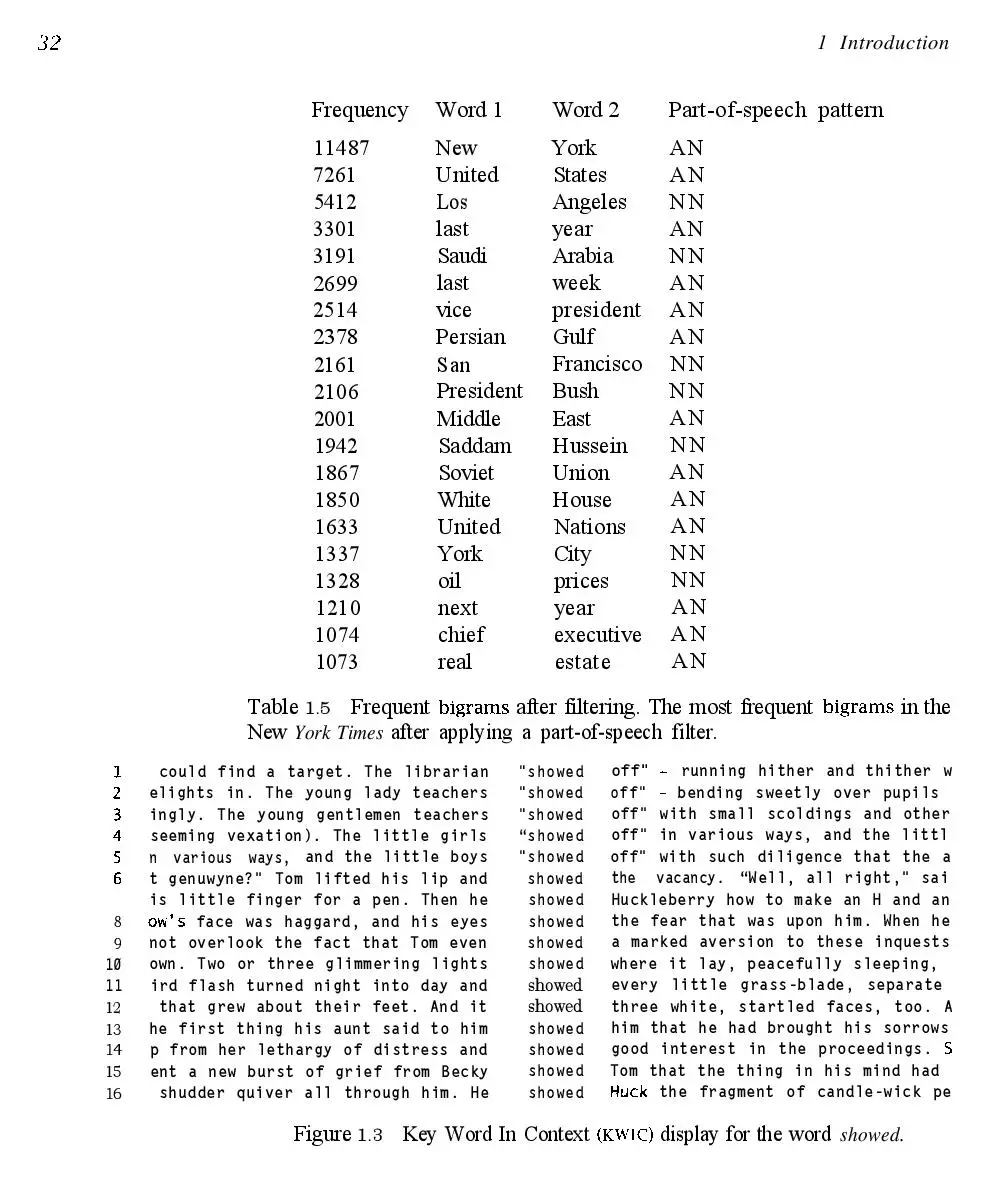 32 1 Introduction
Frequency Word 1 Word 2 Part-of-speech pattern
11487 New York AN
7261 United States AN
5412 Los Angeles NN
3301 last year AN
3191 Saudi Arabia NN
2699 last week AN
2514 vice president AN
2378 Persian Gulf AN
2161 San Francisco NN
2106 President Bush NN
2001 Middle East AN
1942 Saddam Hussein NN
1867 Soviet Union AN
1850 White House AN
1633 United Nations AN
1337 York City NN
1328 oil prices NN
1210 next year AN
1074 chief executive AN
1073 real estate AN
Table 1.5 Frequent bigrams after filtering. The most frequent bigrams in the
New York Times after applying a part-of-speech filter.
1 could find a target. The librarian "showed off" – running hither and thither w
2 elights in. The young lady teachers "showed off" – bending sweetly over pupils
3 ingly. The young gentlemen teachers "showed off" with small scoldings and other
4 seeming vexation). The little girls “showed off" in various ways, and the littl
5 n various ways, and the little boys "showed off" with such diligence that the a
6 t genuwyne?" Tom lifted his lip and showed the vacancy. “Well, all right," sai
is little finger for a pen. Then he showed Huckleberry how to make an H and an
8 ow's face was haggard, and his eyes showed the fear that was upon him. When he
9 not overlook the fact that Tom even showed a marked aversion to these inquests
10 own. Two or three glimmering lights showed where it lay, peacefully sleeping,
11 ird flash turned night into day and showed every little grass-blade, separate
12 that grew about their feet. And it showed three white, startled faces, too. A
13 he first thing his aunt said to him showed him that he had brought his sorrows
14 p from her lethargy of distress and showed good interest in the proceedings. S
15 ent a new burst of grief from Becky showed Tom that the thing in his mind had
16 shudder quiver all through him. He showed Huck the fragment of candle-wick pe
Figure 1.3 Key Word In Context (KWIC) display for the word showed.